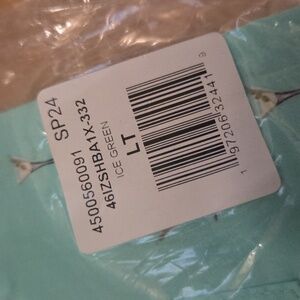 SP24
4500560091
46IZSHBA1X-332
ICE GREEN
LT
1 97206 32441 9